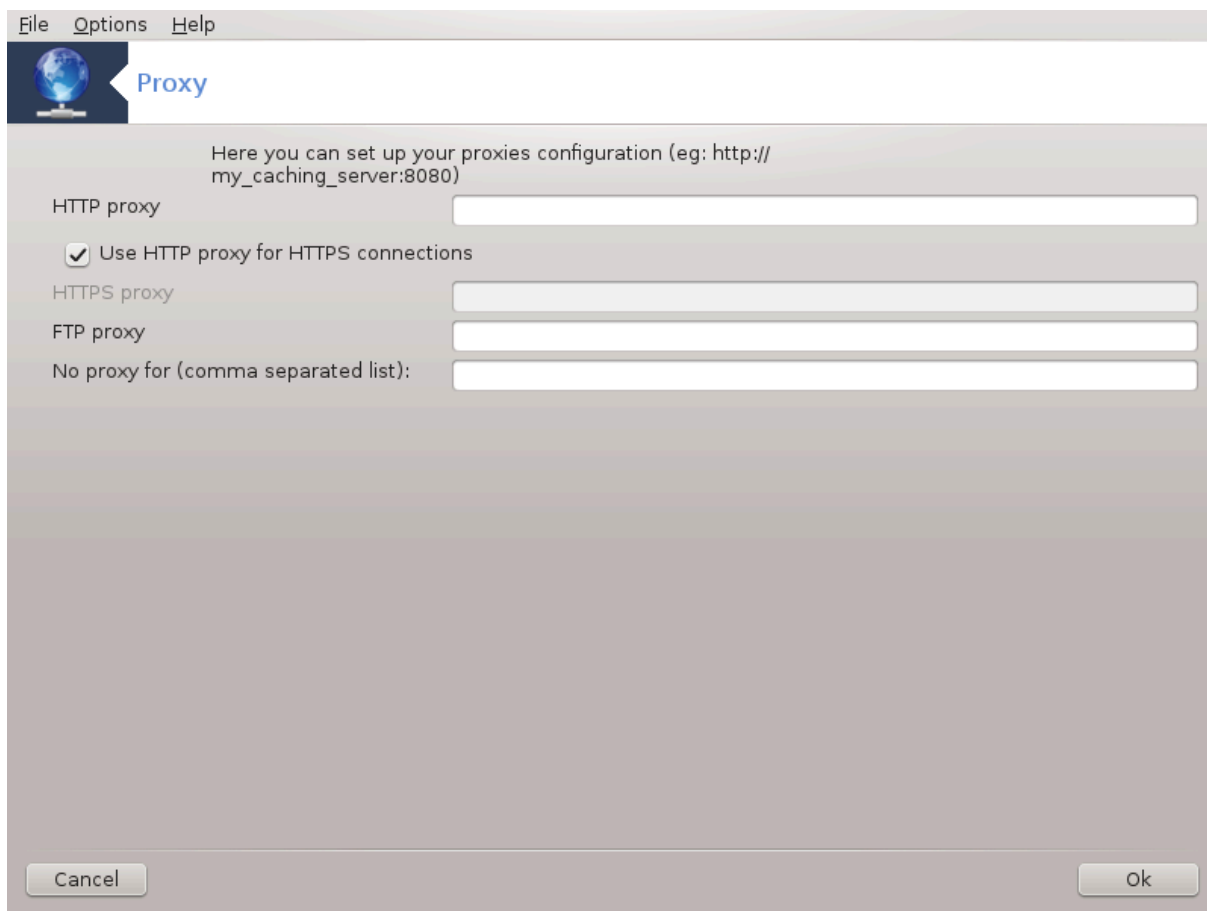 File Options Help
Proxy
Here you can set up your proxies configuration (eg: http://
my_caching_server:8080)
HTTP proxy
Use HTTP proxy for HTTPS connections
HTTPS proxy
FTP proxy
No proxy for (comma separated list):
Cancel Ok